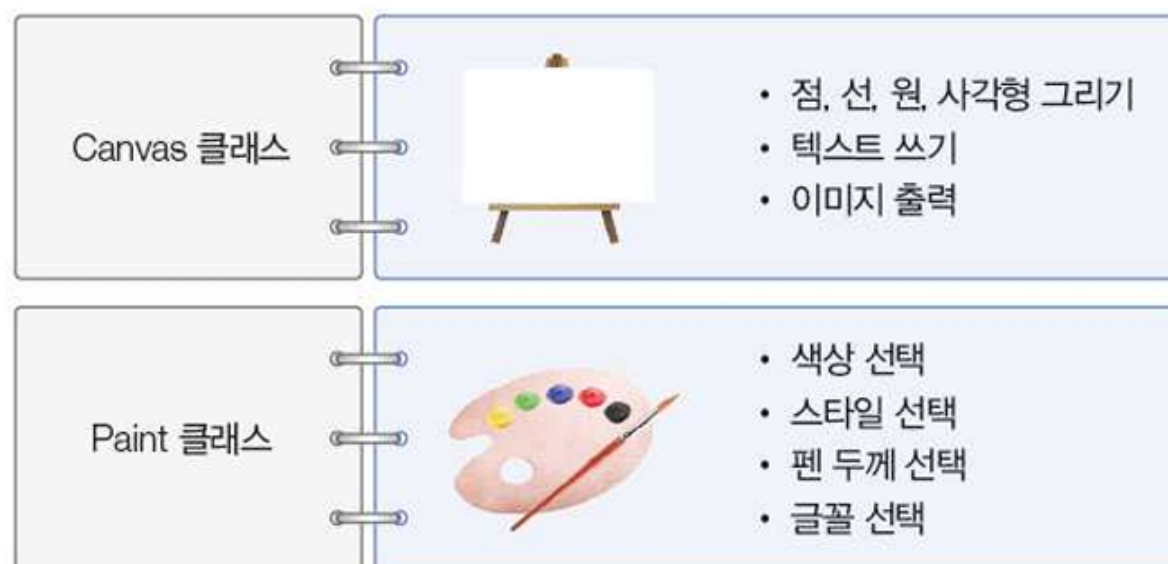 Canvas 클래스
• 점, 선, 원, 사각형 그리기
• 텍스트 쓰기
• 이미지 출력
Paint 클래스
• 색상 선택
• 스타일 선택
• 펜 두께 선택
• 글꼴 선택